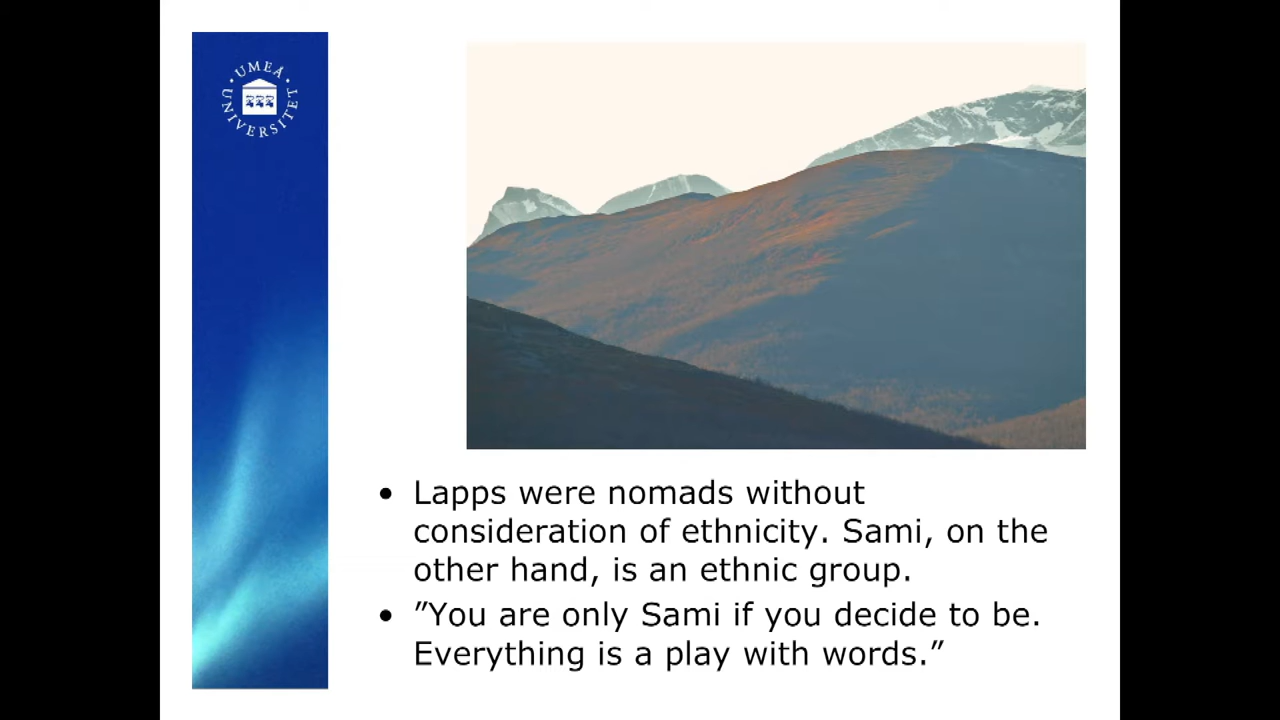 UMEÅ UNIVERSITET
Lapps were nomads without
consideration of ethnicity. Sami, on the
other hand, is an ethnic group.
”You are only Sami if you decide to be.
Everything is a play with words.”